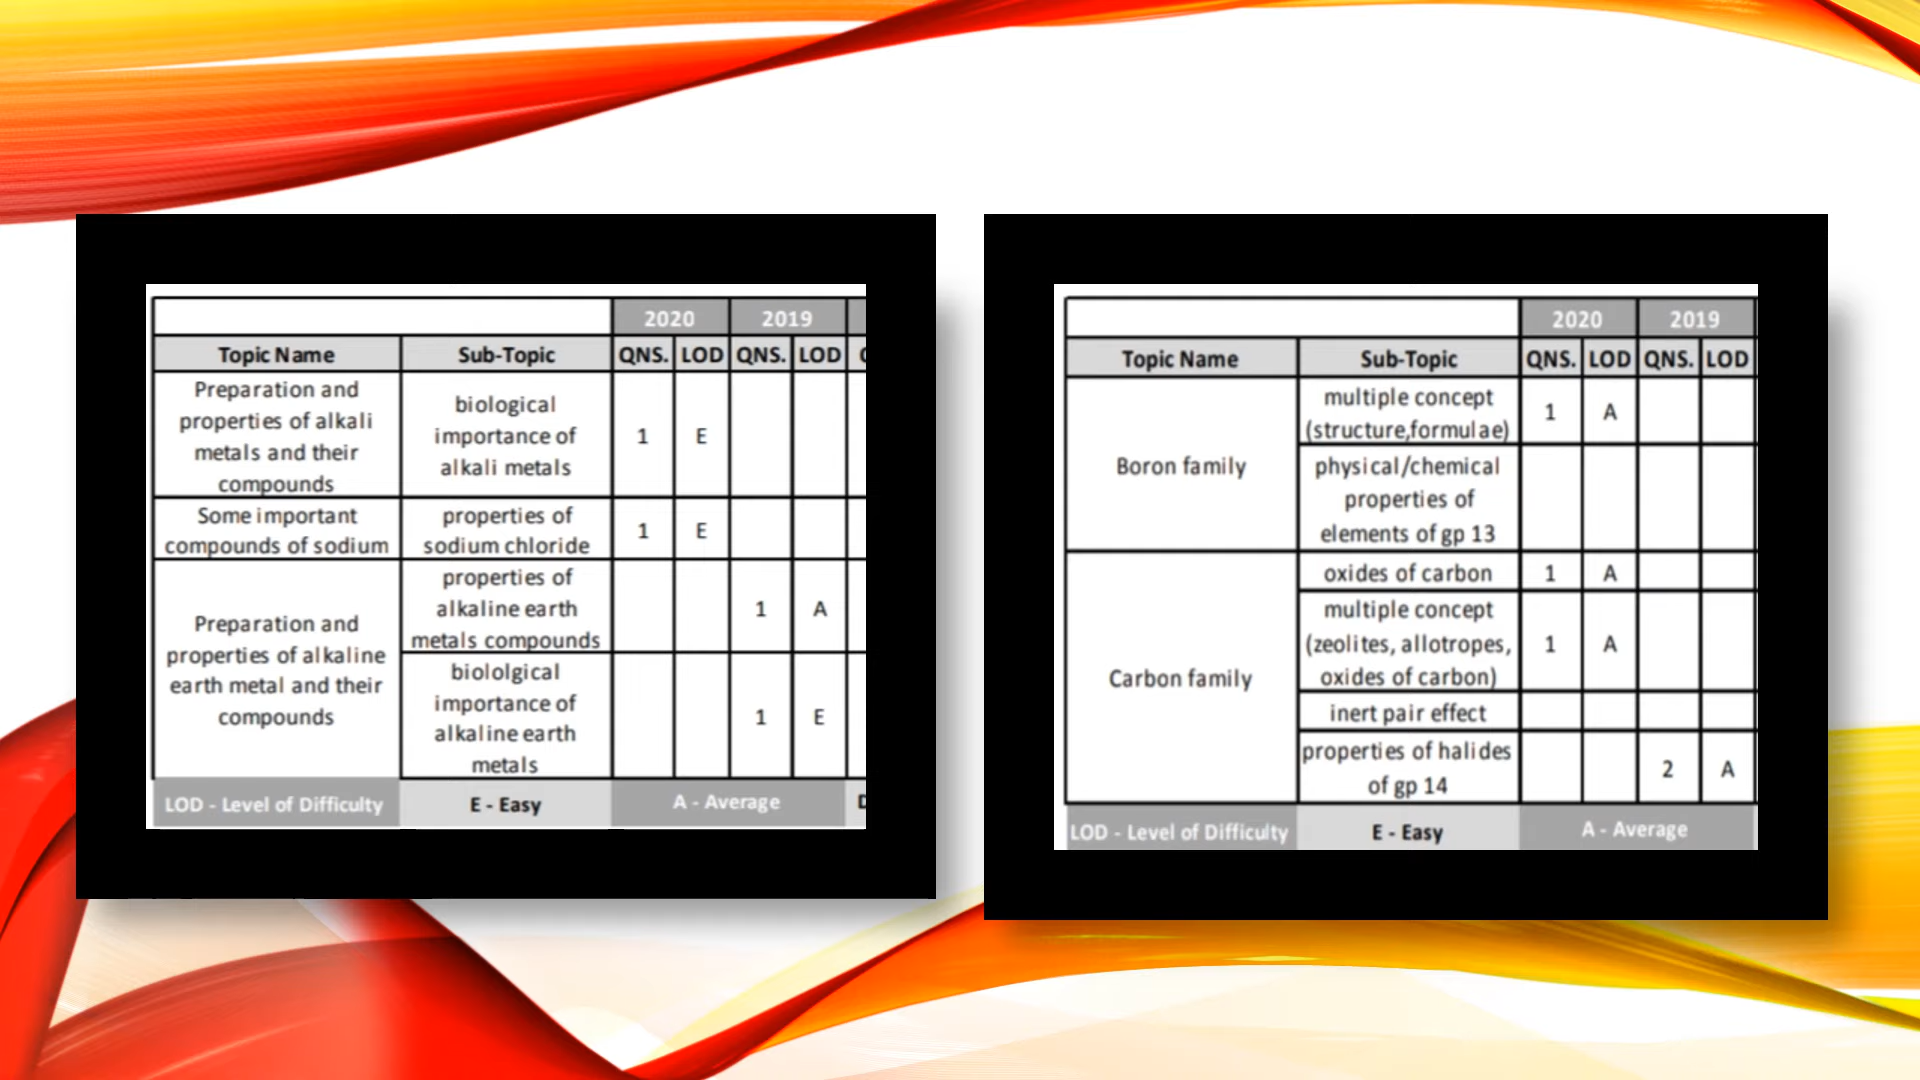 2020 2019
Topic Name Sub-Topic QNS. LOD QNS. LOD
Preparation and
properties of alkali
metals and their
compounds
biological
importance of
alkali metals
1 E
Some important
compounds of sodium
properties of
sodium chloride
1 E
Preparation and
properties of alkaline
earth metal and their
compounds
properties of
alkaline earth
metals compounds
1 A
biololgical
importance of
alkaline earth
metals
1 E
LOD - Level of Difficulty E - Easy A - Average
2020 2019
Topic Name Sub-Topic QNS. LOD QNS. LOD
Boron family
multiple concept
(structure,formulae)
1 A
physical/chemical
properties of
elements of gp 13
Carbon family
oxides of carbon
1 A
multiple concept
(zeolites, allotropes,
oxides of carbon)
1 A
inert pair effect
properties of halides
of gp 14
2 A
LOD - Level of Difficulty E - Easy A - Average